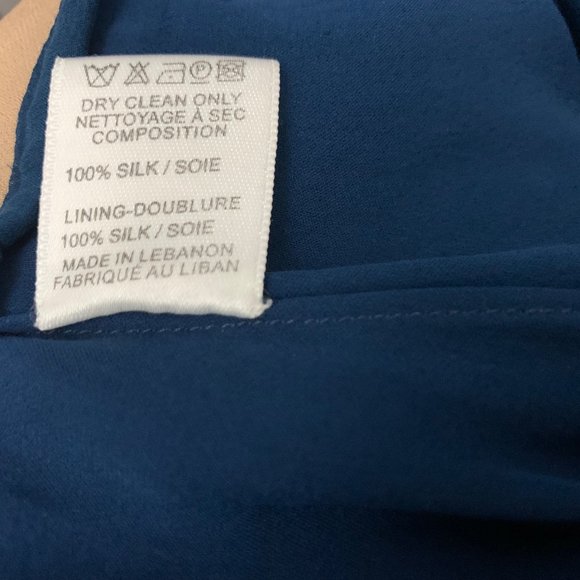 DRY CLEAN ONLY
NETTOYAGE À SEC
COMPOSITION
100% SILK / SOIE
LINING-DOUBLURE
100% SILK / SOIE
MADE IN LEBANON
FABRIQUÉ AU LIBAN